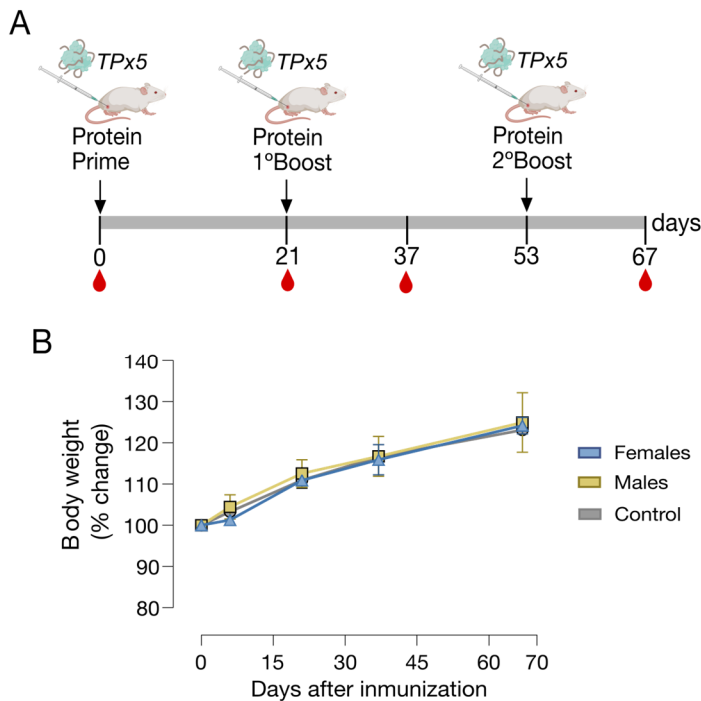 A
TPx5 TPx5 TPx5
Protein Prime
Protein 1ºBoost
Protein 2ºBoost
days
0 21 37 53 67
B
140
130
120
110
100
90
80
Body weight
(% change)
Females
Males
Control
0 15 30 45 60 70
Days after inmunization